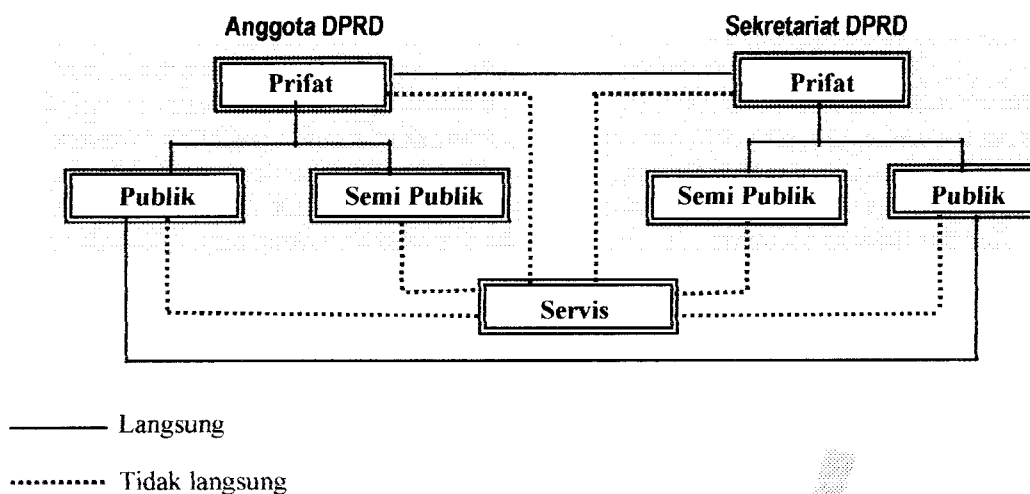 Anggota DPRD
Sekretariat DPRD
Prifat
Prifat
Publik
Semi Publik
Semi Publik
Publik
Servis
Langsung
Tidak langsung